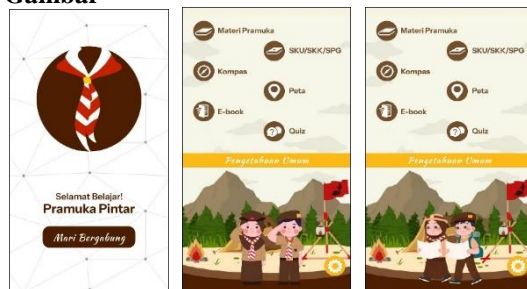 Gambar
Selamat Belajar!
Pramuka Pintar
Mari Bergabung
Materi Pramuka
SKU/SKK/SPG
Kompas
Peta
E-book
Quiz
Pengetahuan Umum
Materi Pramuka
SKU/SKK/SPG
Kompas
Peta
E-book
Quiz
Pengetahuan Umum